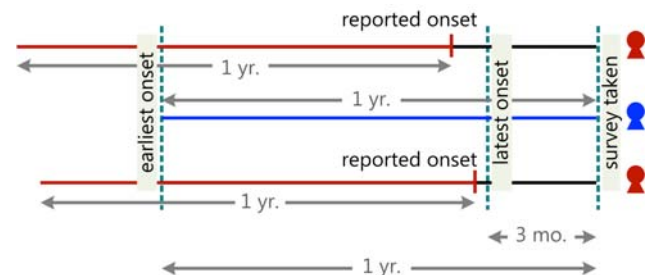 reported onset
1 yr.
1 yr.
earliest onset
latest onset
survey taken
reported onset
1 yr.
3 mo.
1 yr.